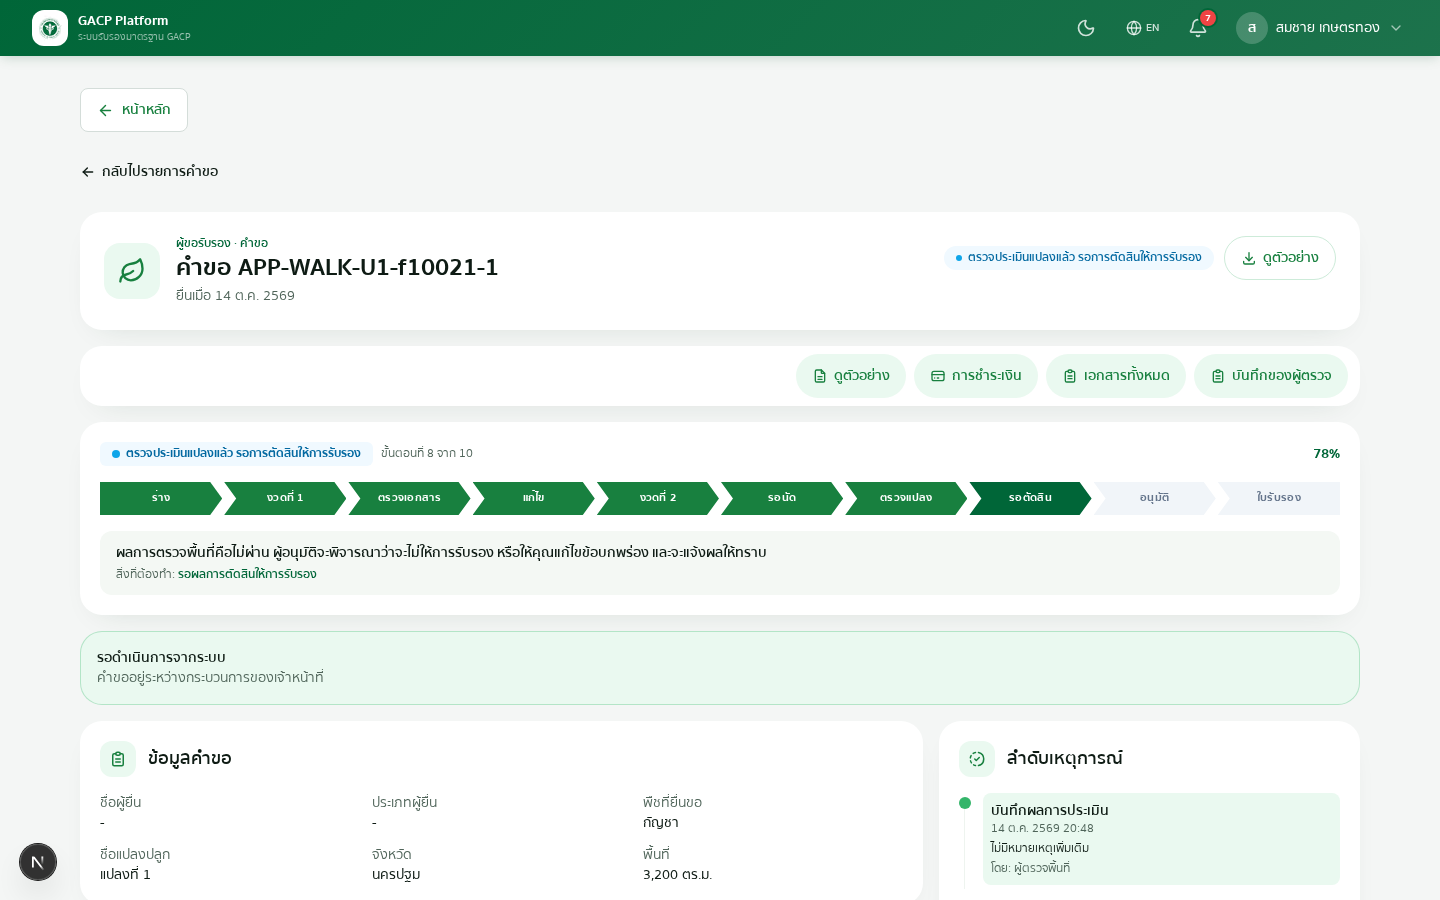 GACP Platform
ระบบรับรองมาตรฐาน GACP
EN
7
ส
สมชาย เกษตรทอง
หน้าหลัก
กลับไปรายการคำขอ
ผู้ขอรับรอง · คำขอ
คำขอ APP-WALK-U1-f10021-1
ยื่นเมื่อ 14 ต.ค. 2569
ตรวจประเมินแปลงแล้ว รอการตัดสินให้การรับรอง
ดูตัวอย่าง
ดูตัวอย่าง
การชำระเงิน
เอกสารทั้งหมด
บันทึกของผู้ตรวจ
ตรวจประเมินแปลงแล้ว รอการตัดสินให้การรับรอง
ขั้นตอนที่ 8 จาก 10
78%
ร่าง
งวดที่ 1
ตรวจเอกสาร
แก้ไข
งวดที่ 2
รอนัด
ตรวจแปลง
รอตัดสิน
อนุมัติ
ใบรับรอง
ผลการตรวจพื้นที่คือไม่ผ่าน ผู้อนุมัติจะพิจารณาว่าจะไม่ให้การรับรอง หรือให้คุณแก้ไขข้อบกพร่อง และจะแจ้งผลให้ทราบ
สิ่งที่ต้องทำ: รอผลการตัดสินให้การรับรอง
รอดำเนินการจากระบบ
คำขออยู่ระหว่างกระบวนการของเจ้าหน้าที่
ข้อมูลคำขอ
ชื่อผู้ยื่น
-
ประเภทผู้ยื่น
-
พืชที่ยื่นขอ
กัญชา
ชื่อแปลงปลูก
แปลงที่ 1
จังหวัด
นครปฐม
พื้นที่
3,200 ตร.ม.
ลำดับเหตุการณ์
บันทึกผลการประเมิน
14 ต.ค. 2569 20:48
ไม่มีหมายเหตุเพิ่มเติม
โดย: ผู้ตรวจพื้นที่
N